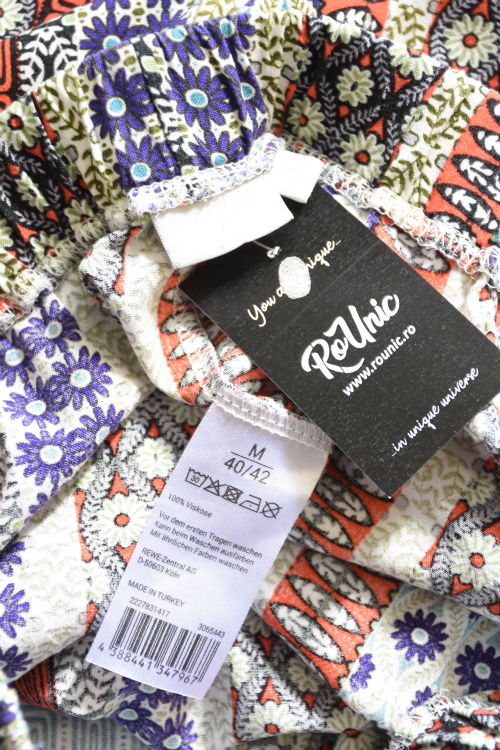 You a unique...
RoUnic
www.rounic.ro
...in unique universe
M
40/42
30
100% Viskose
Vor dem ersten Tragen waschen
Kann beim Waschen ausfärben
Mit ähnlichen Farben waschen
REWE-Zentral AG
D-50603 Köln
MADE IN TURKEY
2227831417
3065443
4 388441 347967